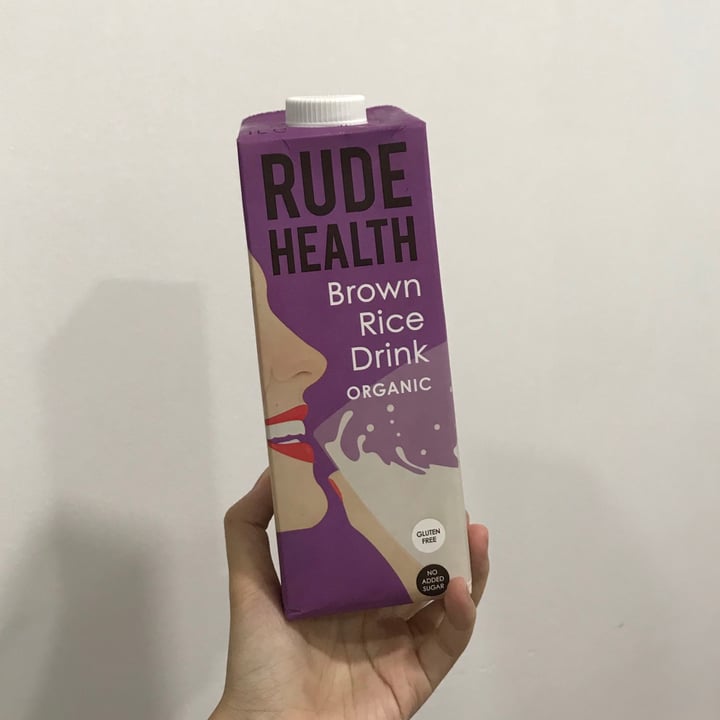 RUDE
HEALTH
Brown
Rice
Drink
ORGANIC
GLUTEN
FREE
NO
ADDED
SUGAR